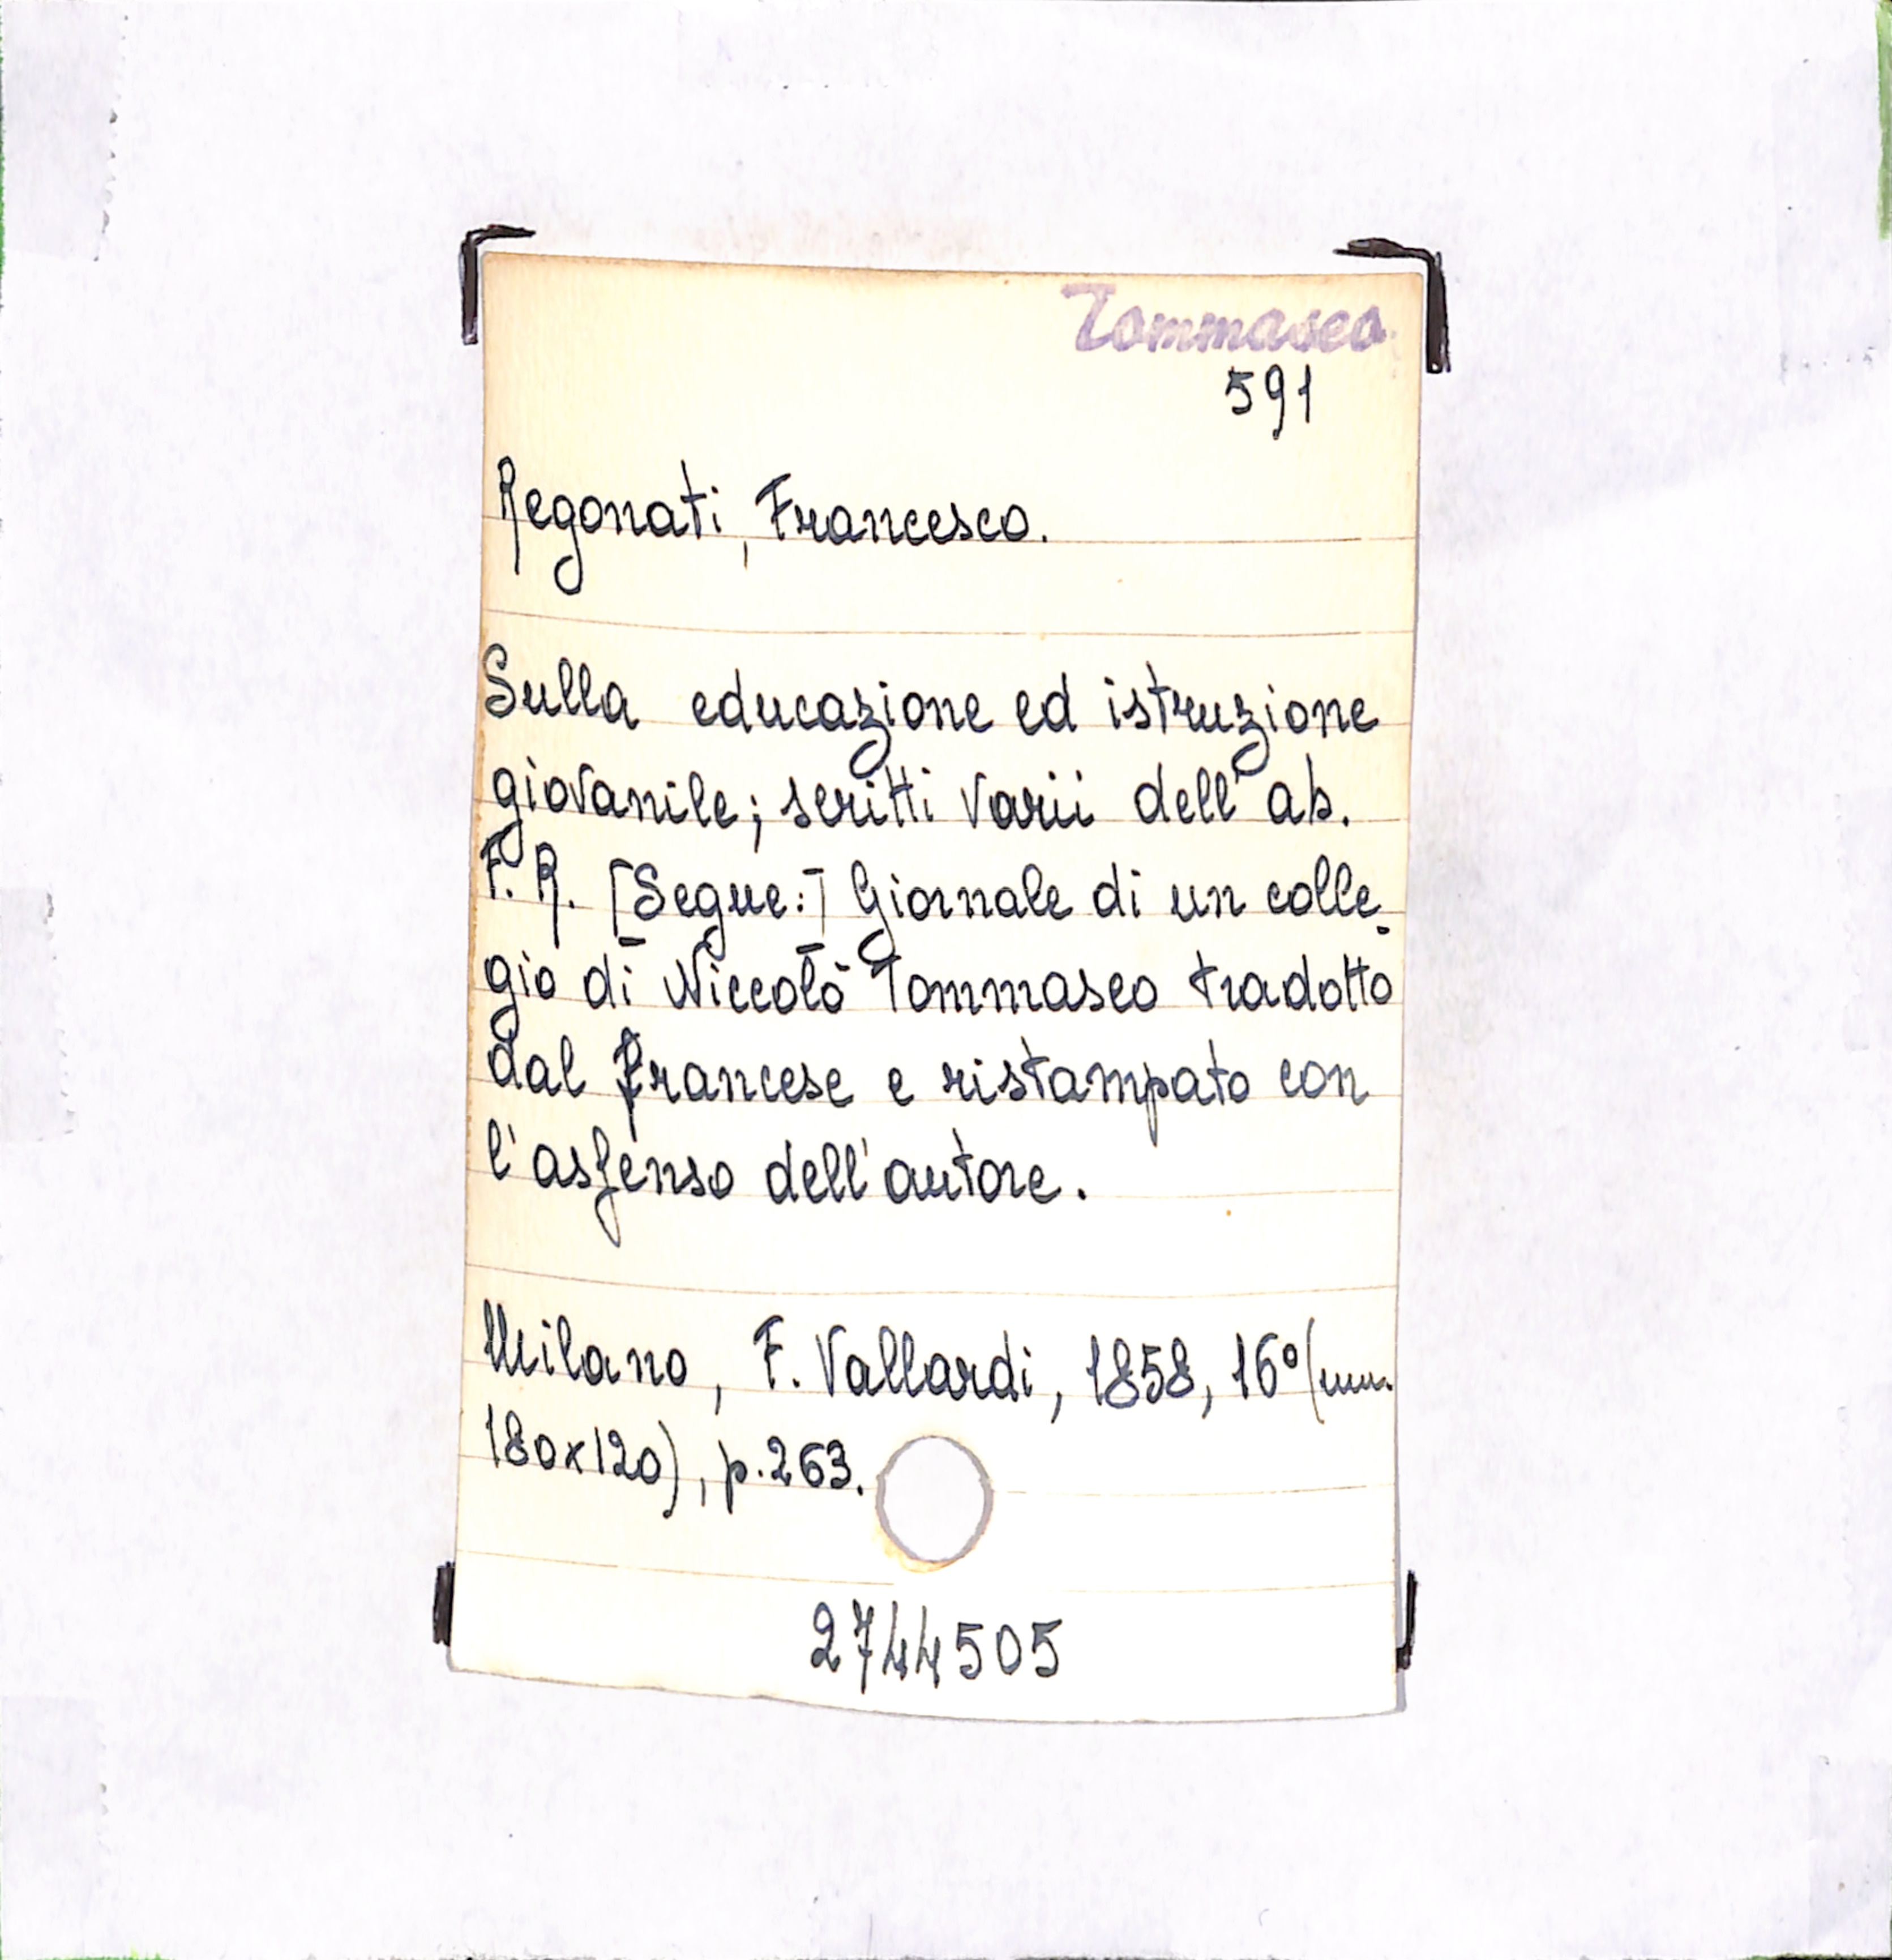 Tommaseo
591
Regonati, Francesco.
Sulla educazione ed istruzione
giovanile; scritti varii dell'ab.
F. R. [Segue:] Giornale di un colle-
gio di Niccolò Tommaseo tradotto
dal francese e ristampato con
l'asſenso dell'autore.
Milano, F. Vallardi, 1858, 16° (mm.
180x120), p. 263.
2744505